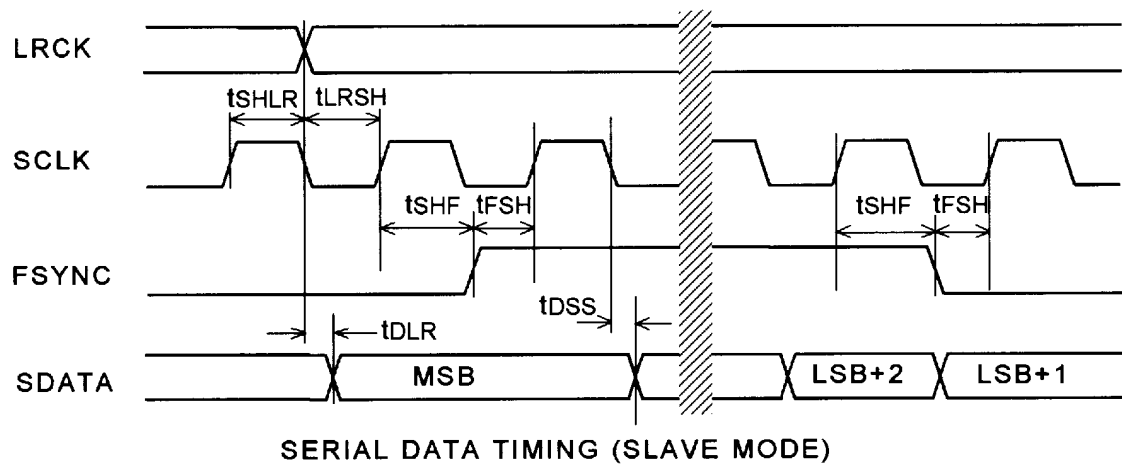 LRCK
tSHLR tLRSH
SCLK
tSHF tFSH tSHF tFSH
FSYNC
tDLR tDSS
SDATA MSB LSB+2 LSB+1
SERIAL DATA TIMING (SLAVE MODE)